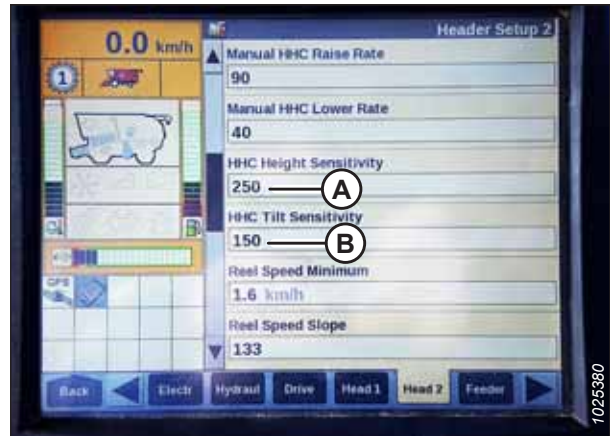 Header Setup 2
0.0 km/h
1
Manual HHC Raise Rate
90
Manual HHC Lower Rate
40
HHC Height Sensitivity
250
A
HHC Tilt Sensitivity
150
B
Reel Speed Minimum
1.6 km/h
Reel Speed Slope
133
GPS
Back
Electr
Hydraul
Drive
Head 1
Head 2
Feeder
1025380